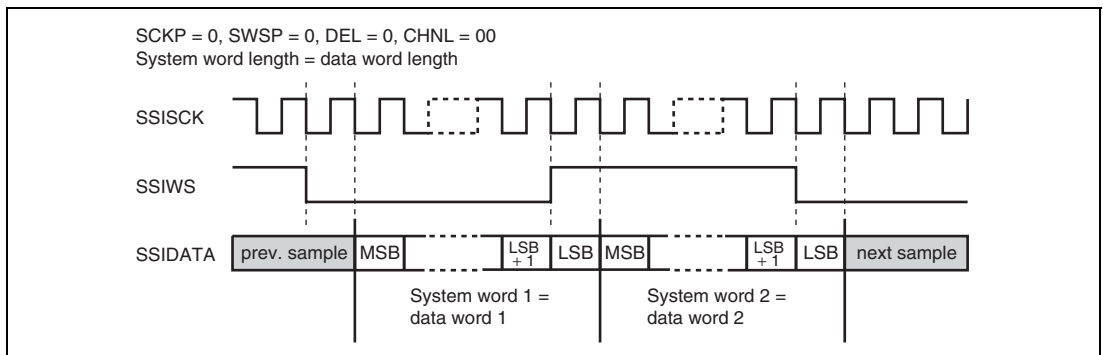 SCKP = 0, SWSP = 0, DEL = 0, CHNL = 00
System word length = data word length
SSISCK
SSIWS
SSIDATA
prev. sample MSB LSB + 1 LSB MSB LSB + 1 LSB next sample
System word 1 = data word 1
System word 2 = data word 2